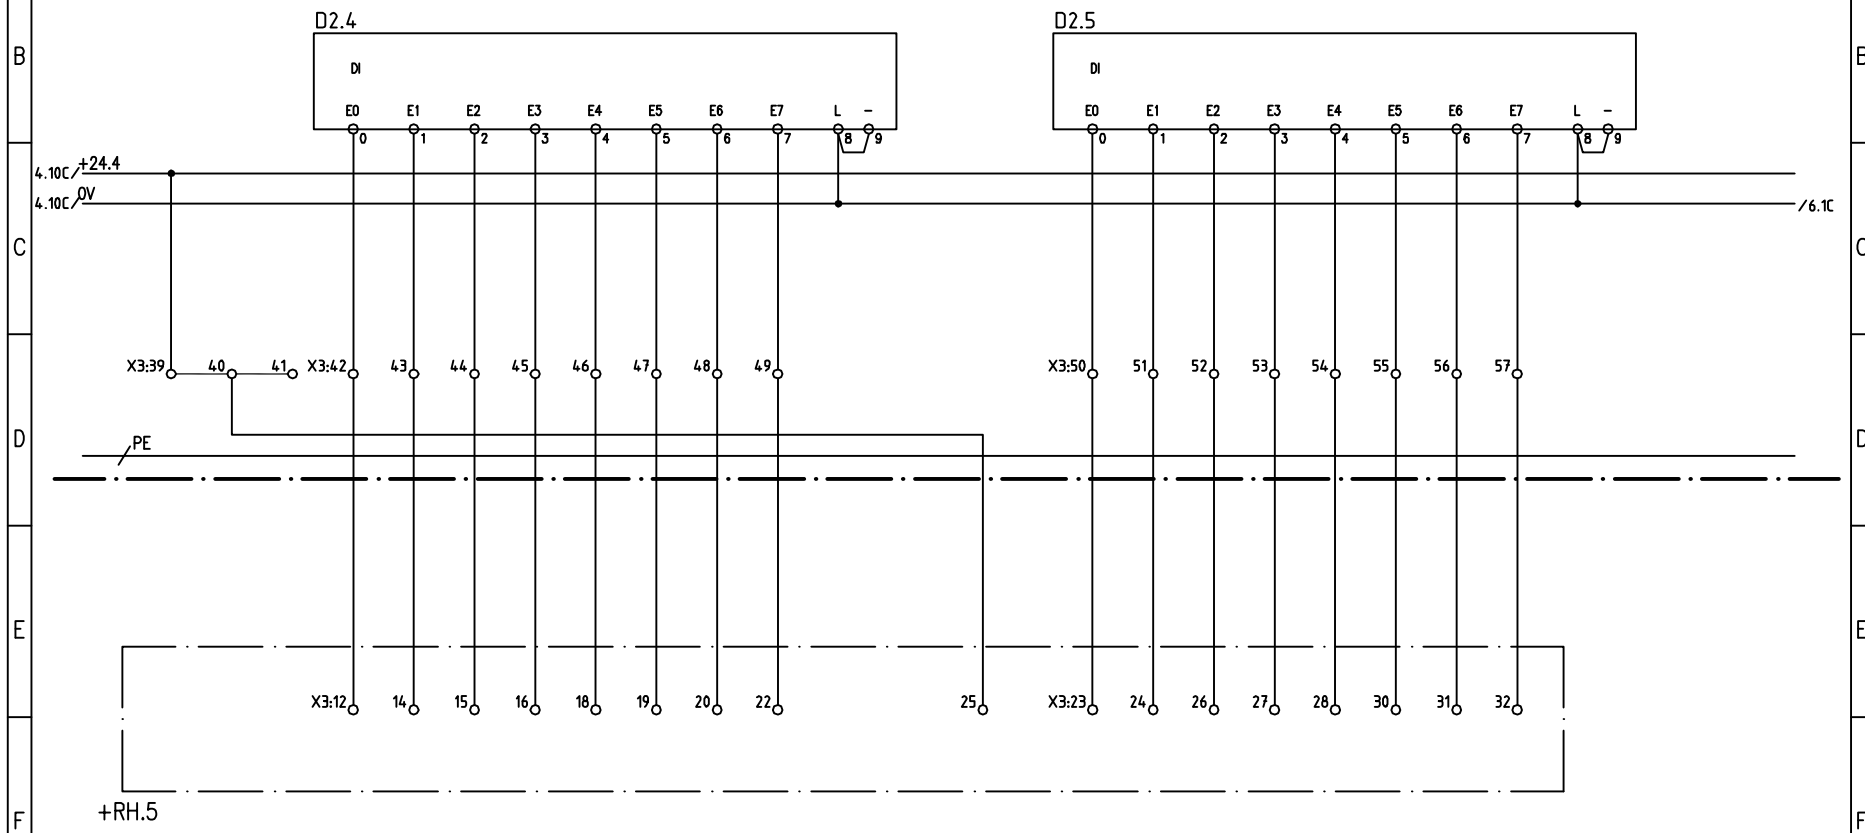 D2.4 D2.5
B B
DI DI
E0 E1 E2 E3 E4 E5 E6 E7 L – E0 E1 E2 E3 E4 E5 E6 E7 L –
0 1 2 3 4 5 6 7 8 9 0 1 2 3 4 5 6 7 8 9
4.10C/ +24.4
4.10C/ 0V /6.1C
C C
X3:39 40 41 X3:42 43 44 45 46 47 48 49 X3:50 51 52 53 54 55 56 57
D PE D
E E
X3:12 14 15 16 18 19 20 22 25 X3:23 24 26 27 28 30 31 32
+RH.5
F F